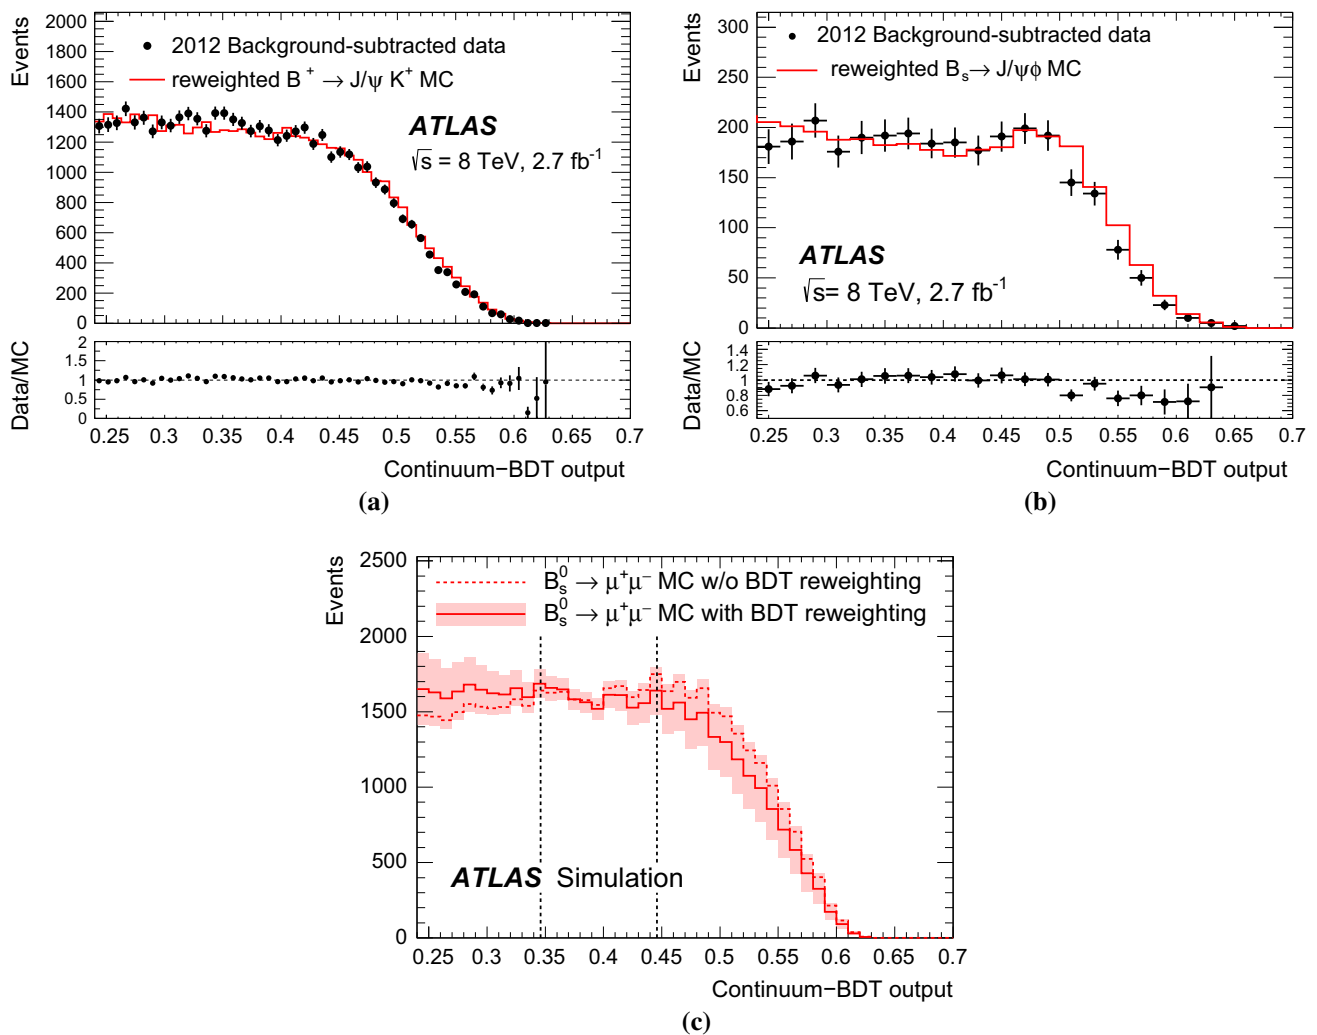 Events
2000
1800
1600
1400
1200
1000
800
600
400
200
0
2012 Background-subtracted data
reweighted B⁺ → J/ψ K⁺ MC
ATLAS
√s = 8 TeV, 2.7 fb⁻¹
Data/MC
2
1.5
1
0.5
0
0.25 0.3 0.35 0.4 0.45 0.5 0.55 0.6 0.65 0.7
Continuum−BDT output
(a)
Events
300
250
200
150
100
50
0
2012 Background-subtracted data
reweighted Bₛ→ J/ψϕ MC
ATLAS
√s= 8 TeV, 2.7 fb⁻¹
Data/MC
1.4
1.2
1
0.8
0.6
0.25 0.3 0.35 0.4 0.45 0.5 0.55 0.6 0.65 0.7
Continuum−BDT output
(b)
Events
2500
2000
1500
1000
500
0
B⁰ₛ → μ⁺μ⁻ MC w/o BDT reweighting
B⁰ₛ → μ⁺μ⁻ MC with BDT reweighting
ATLAS Simulation
0.25 0.3 0.35 0.4 0.45 0.5 0.55 0.6 0.65 0.7
Continuum−BDT output
(c)